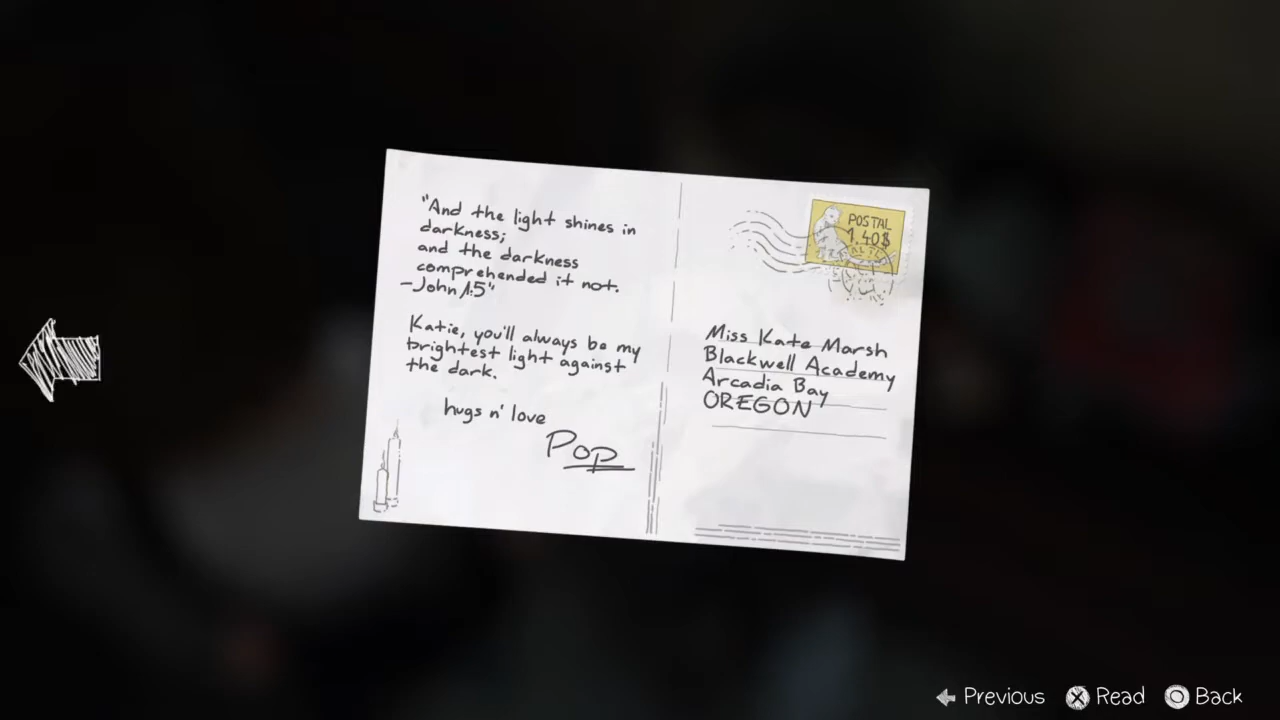 "And the light shines in
darkness;
and the darkness
comprehended it not.
-John 1:5"
Katie, you'll always be my
brightest light against
the dark.
hugs n' love
Pop
POSTAL
1.40$
Miss Kate Marsh
Blackwell Academy
Arcadia Bay
OREGON
Previous
Read
Back